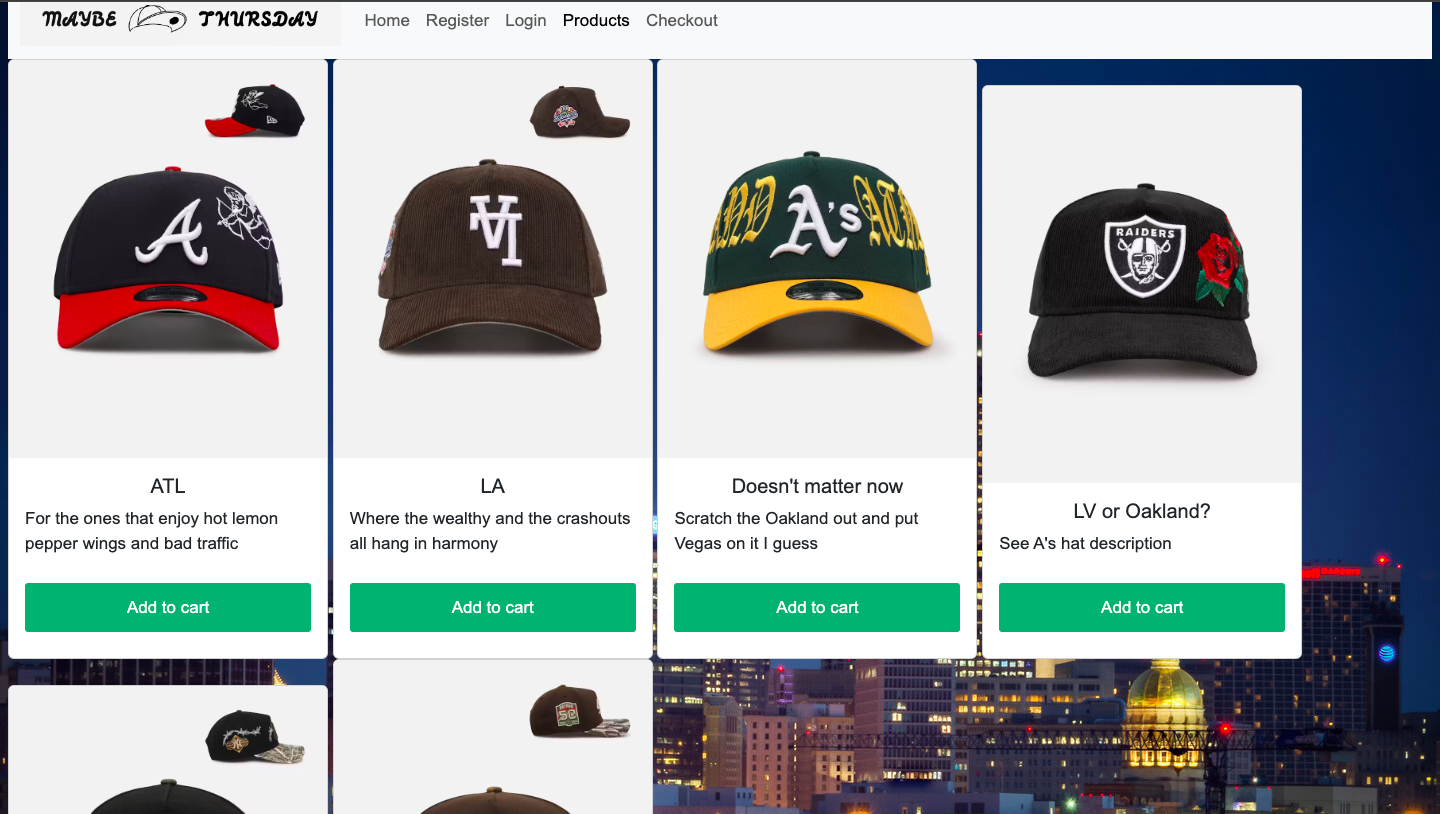 MAYBE THURSDAY
Home Register Login Products Checkout
A
A's
RAIDERS
ATL
For the ones that enjoy hot lemon
pepper wings and bad traffic
Add to cart
LA
Where the wealthy and the crashouts
all hang in harmony
Add to cart
Doesn't matter now
Scratch the Oakland out and put
Vegas on it I guess
Add to cart
LV or Oakland?
See A's hat description
Add to cart